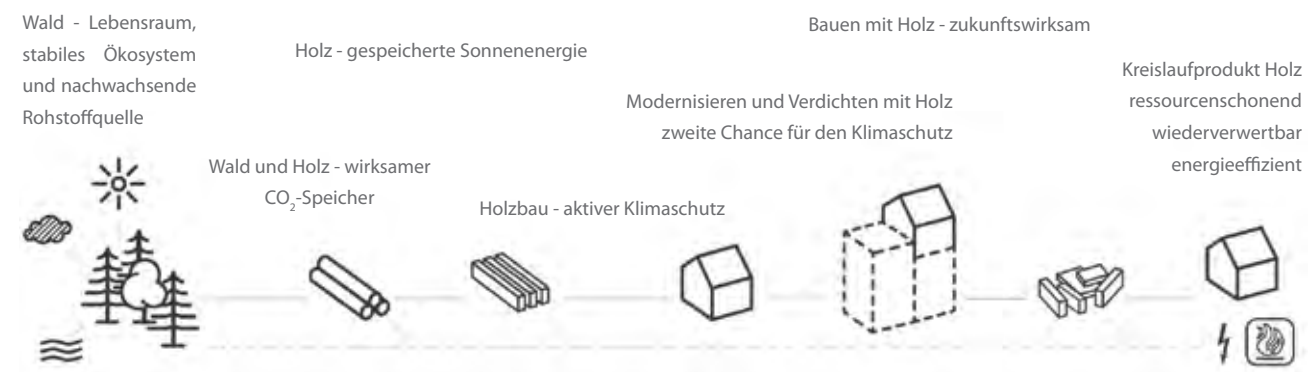 Wald - Lebensraum,
stabiles Ökosystem
und nachwachsende
Rohstoffquelle
Holz - gespeicherte Sonnenenergie
Bauen mit Holz - zukunftswirksam
Modernisieren und Verdichten mit Holz
zweite Chance für den Klimaschutz
Kreislaufprodukt Holz
ressourcenschonend
wiederverwertbar
energieeffizient
Wald und Holz - wirksamer
CO₂-Speicher
Holzbau - aktiver Klimaschutz